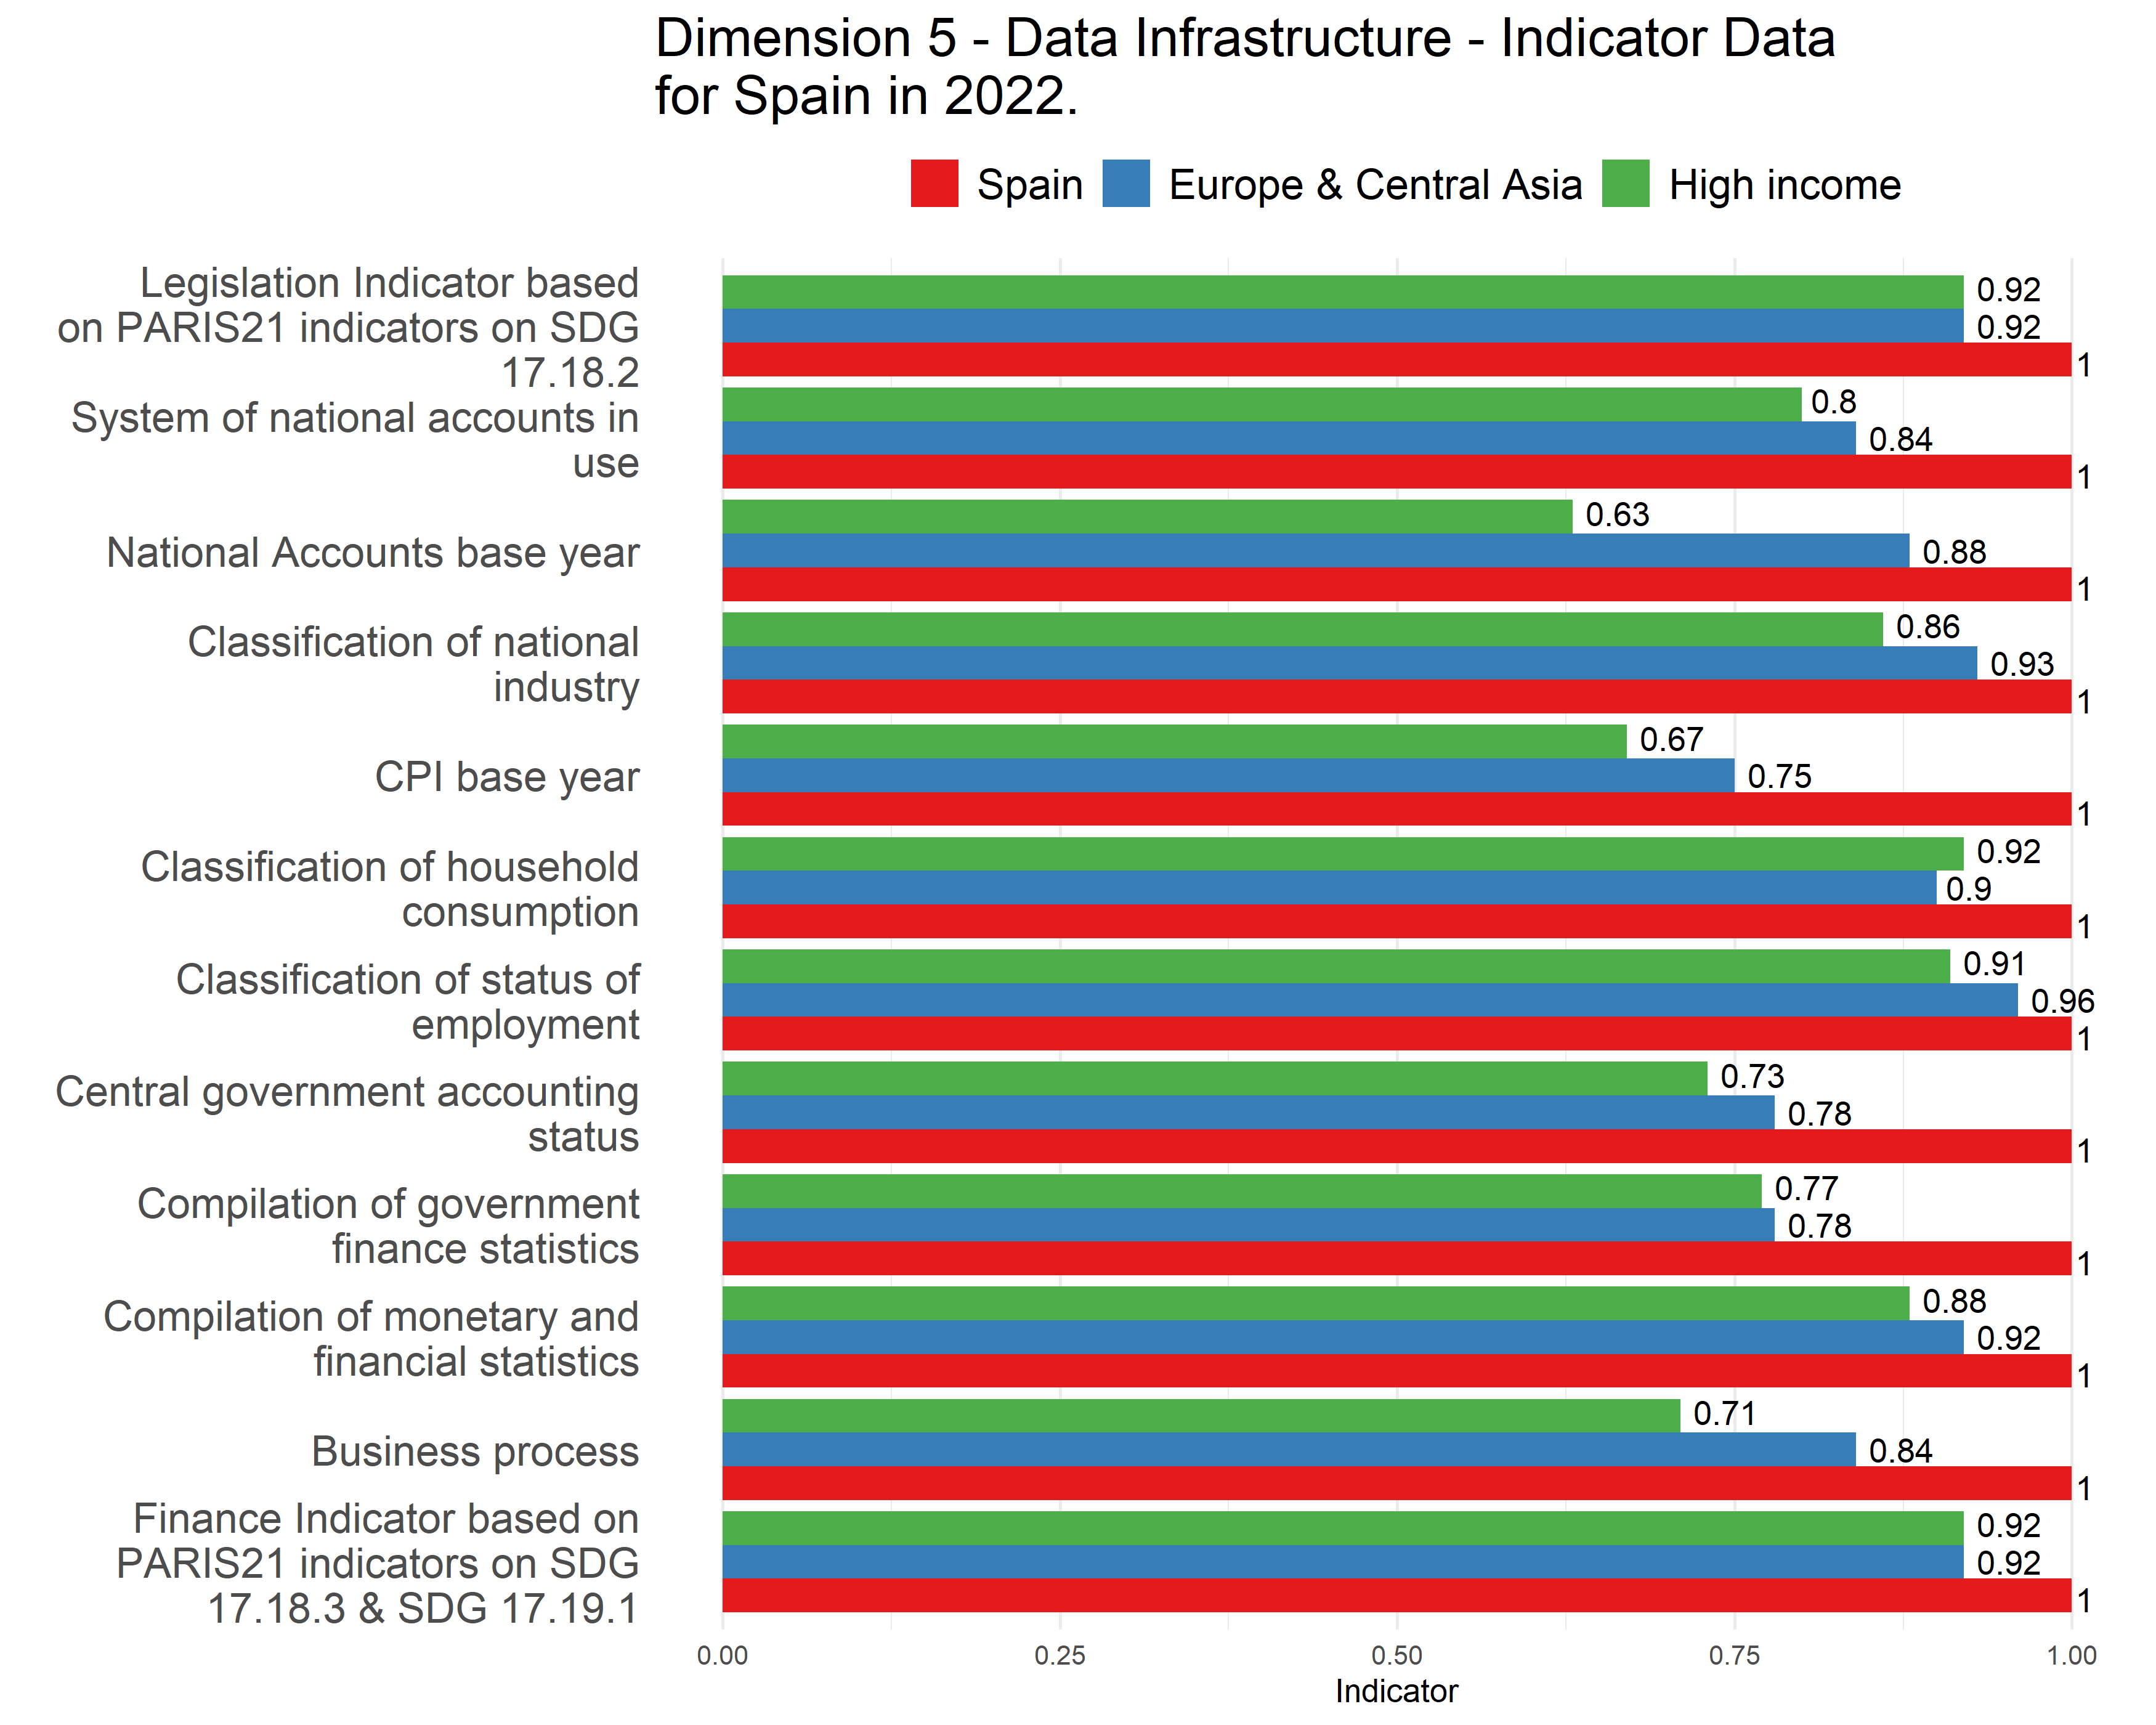 Dimension 5 - Data Infrastructure - Indicator Data
for Spain in 2022.
Spain Europe & Central Asia High income
Legislation Indicator based
on PARIS21 indicators on SDG
17.18.2
0.92
0.92
1
System of national accounts in
use
0.8
0.84
1
National Accounts base year
0.63
0.88
1
Classification of national
industry
0.86
0.93
1
CPI base year
0.67
0.75
1
Classification of household
consumption
0.92
0.9
1
Classification of status of
employment
0.91
0.96
1
Central government accounting
status
0.73
0.78
1
Compilation of government
finance statistics
0.77
0.78
1
Compilation of monetary and
financial statistics
0.88
0.92
1
Business process
0.71
0.84
1
Finance Indicator based on
PARIS21 indicators on SDG
17.18.3 & SDG 17.19.1
0.92
0.92
1
0.00 0.25 0.50 0.75 1.00
Indicator